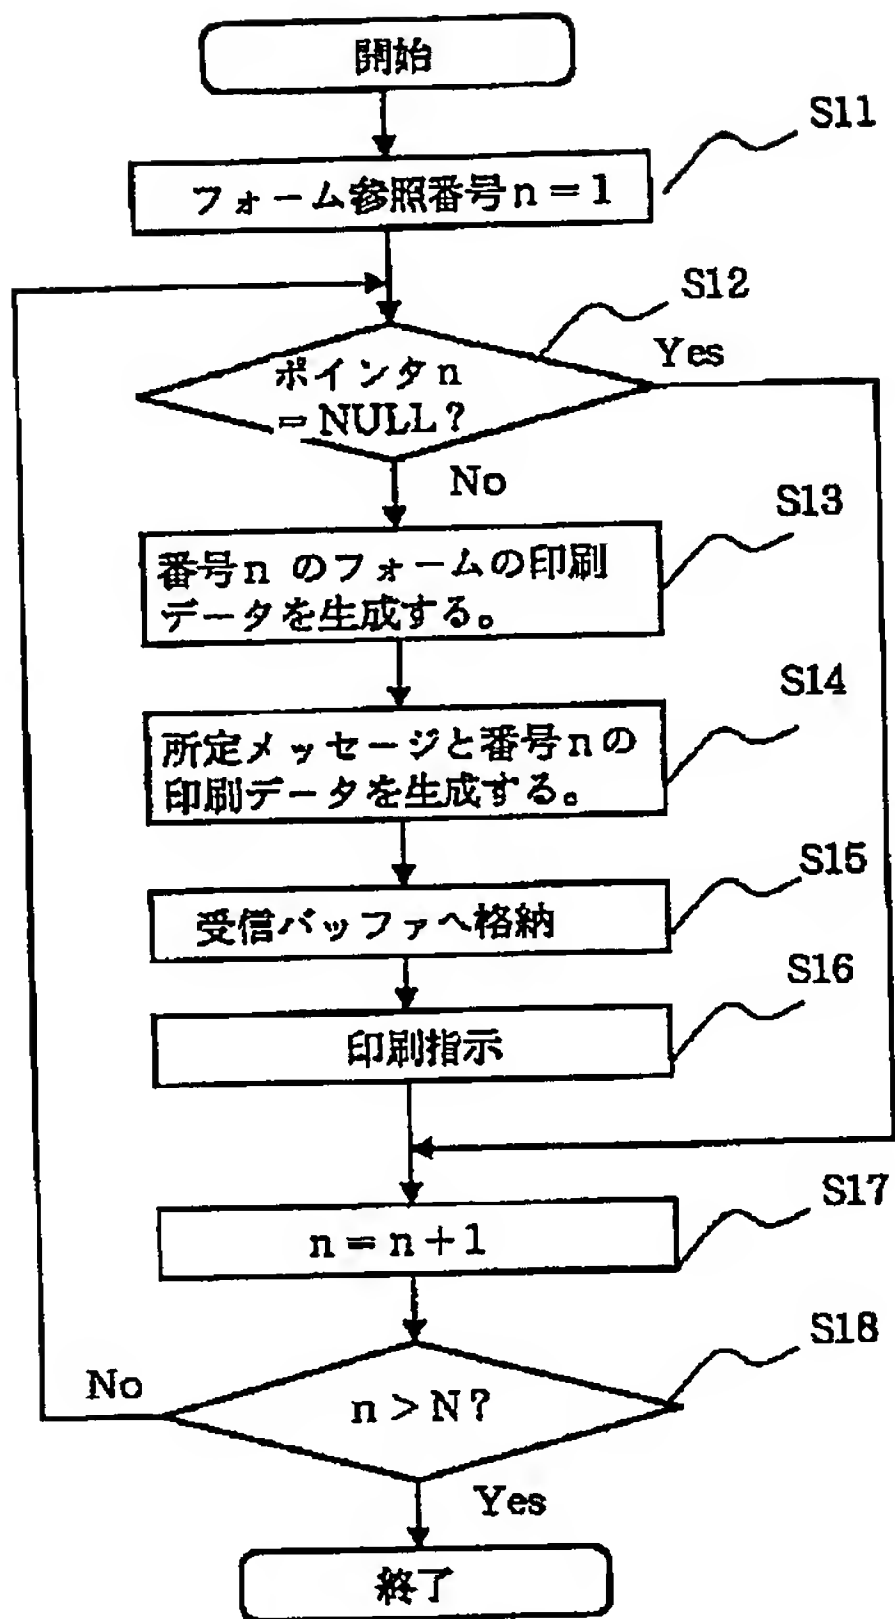 開始
S11
フォーム参照番号n=1
S12
Yes
ポインタn
=NULL?
No
S13
番号n のフォームの印刷
データを生成する。
S14
所定メッセージと番号nの
印刷データを生成する。
S15
受信バッファへ格納
S16
印刷指示
S17
n=n+1
S18
No
n>N?
Yes
終了